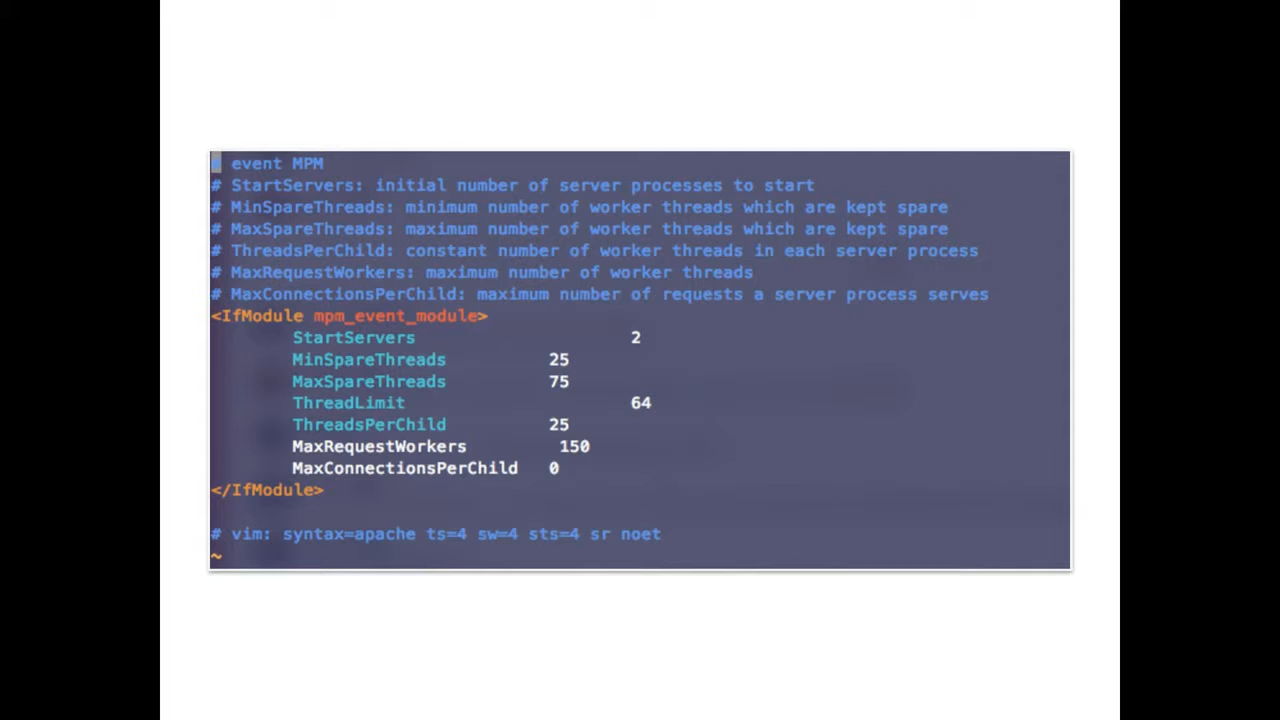 # event MPM
# StartServers: initial number of server processes to start
# MinSpareThreads: minimum number of worker threads which are kept spare
# MaxSpareThreads: maximum number of worker threads which are kept spare
# ThreadsPerChild: constant number of worker threads in each server process
# MaxRequestWorkers: maximum number of worker threads
# MaxConnectionsPerChild: maximum number of requests a server process serves
<IfModule mpm_event_module>
StartServers 2
MinSpareThreads 25
MaxSpareThreads 75
ThreadLimit 64
ThreadsPerChild 25
MaxRequestWorkers 150
MaxConnectionsPerChild 0
</IfModule>
# vim: syntax=apache ts=4 sw=4 sts=4 sr noet
~